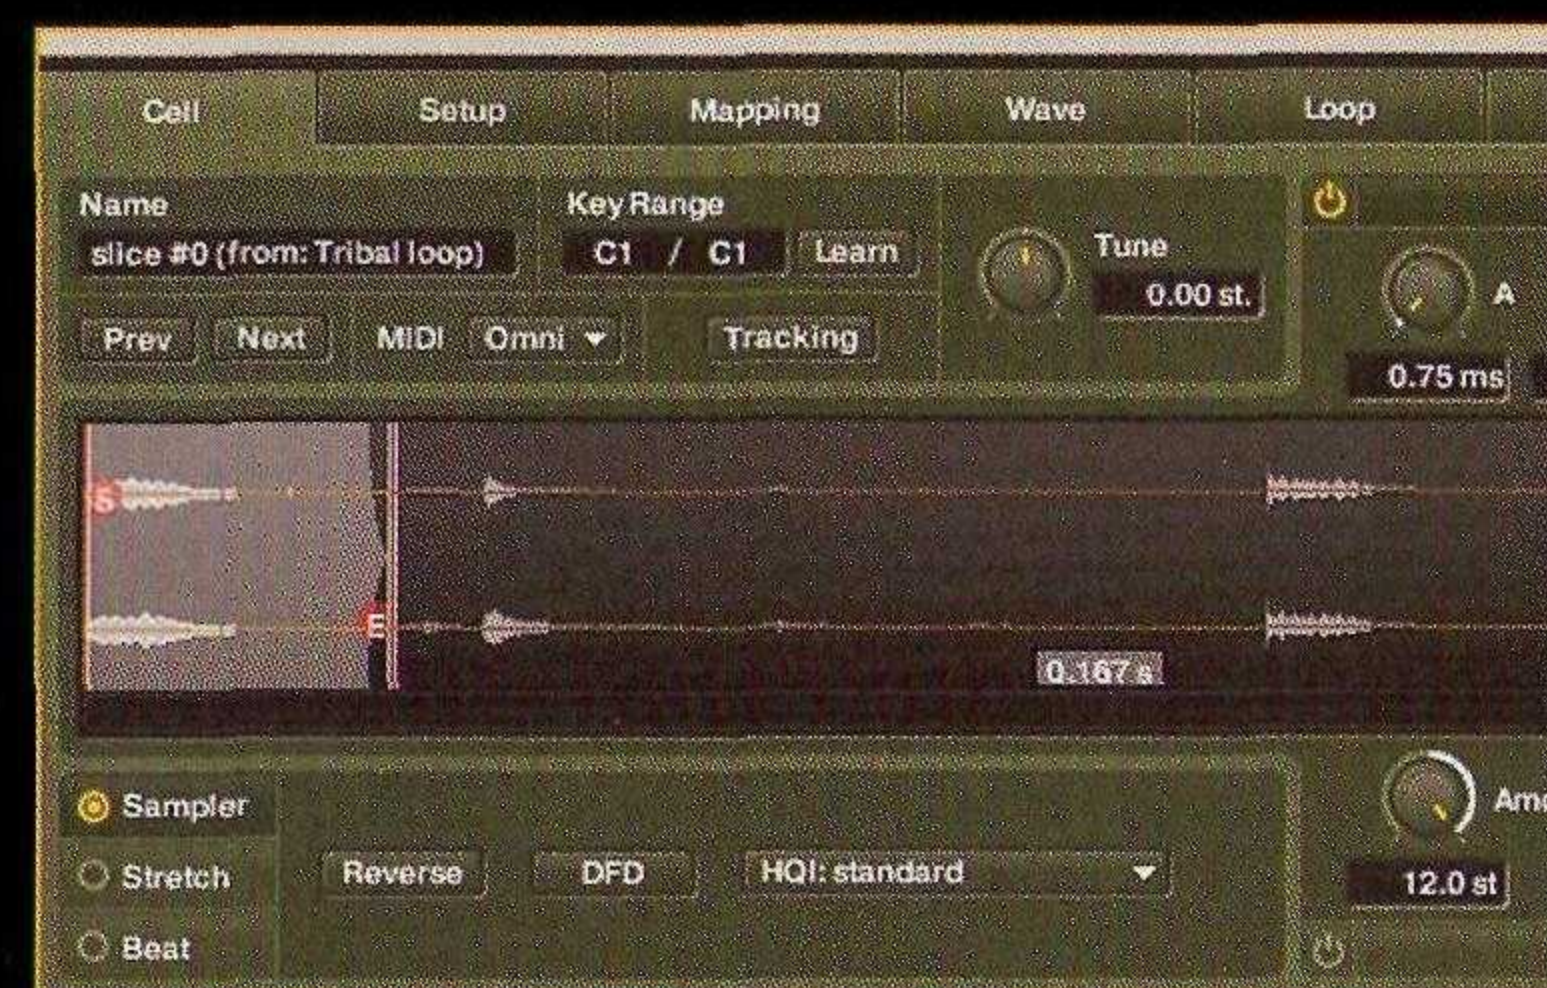 Cell Setup Mapping Wave Loop
Name
slice #0 (from: Tribal loop)
Key Range
C1 / C1 Learn
Tune
0.00 st.
A
0.75 ms
Prev Next MIDI Omni Tracking
S
E
0.167 s
Sampler
Stretch
Beat
Reverse DFD HQI: standard
12.0 st